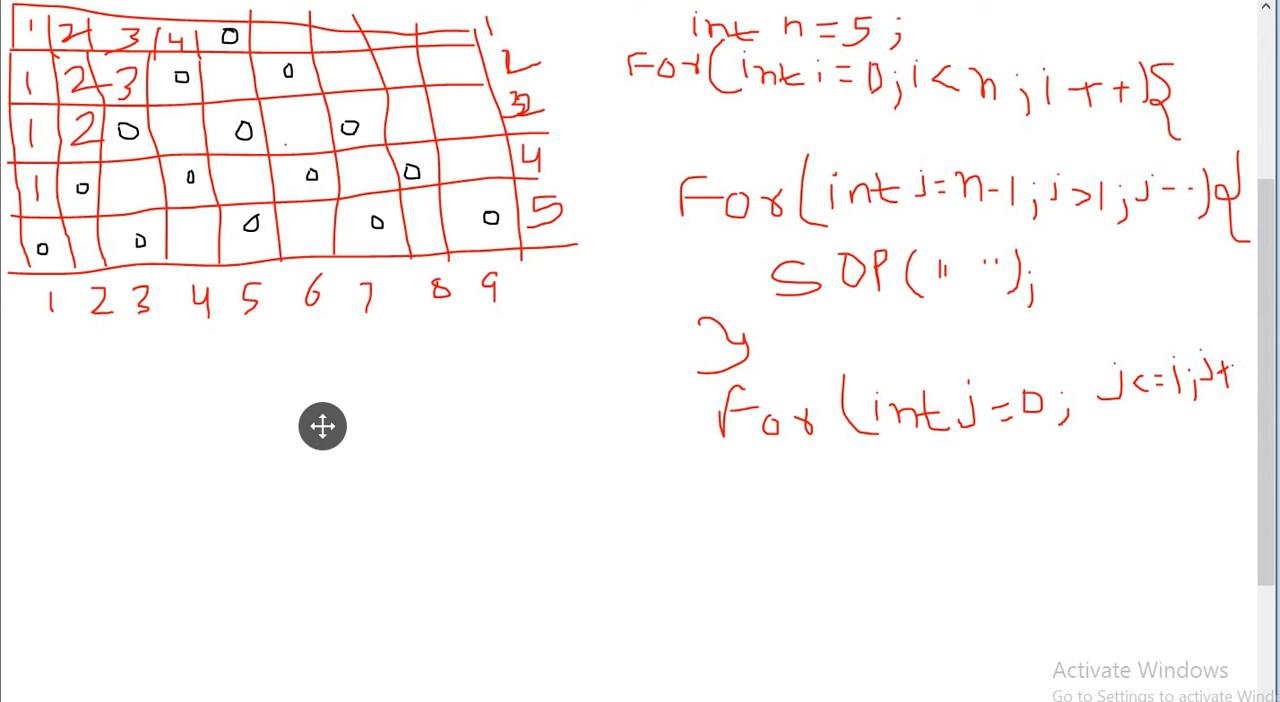 1 2 3 4 0 1
1 2 3 0 0 2
1 2 0 0 0 3
1 0 0 0 0 4
0 0 0 0 0 5
1 2 3 4 5 6 7 8 9
int n = 5 ;
For(int i = 0 ; i < n ; i + +){
For(int j = n - 1 ; j > 1 ; j - -){
SOP( " " ) ;
}
For(int j = 0 ; j <= i ; j +
Activate Windows
Go to Settings to activate Wind